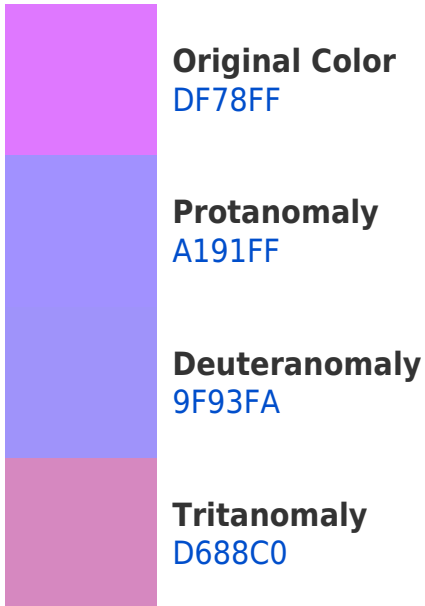 Original Color
DF78FF
Protanomaly
A191FF
Deuteranomaly
9F93FA
Tritanomaly
D688C0